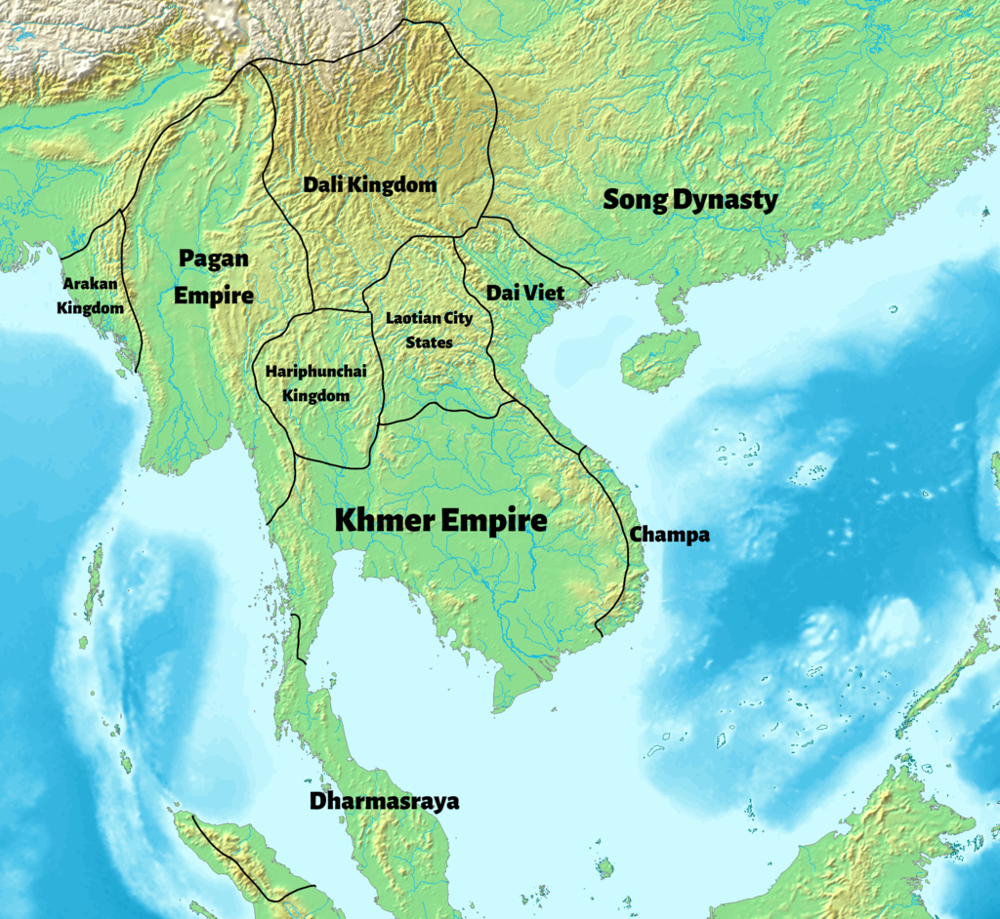 Dali Kingdom
Song Dynasty
Pagan
Empire
Arakan
Kingdom
Dai Viet
Laotian City
States
Hariphunchai
Kingdom
Khmer Empire
Champa
Dharmasraya